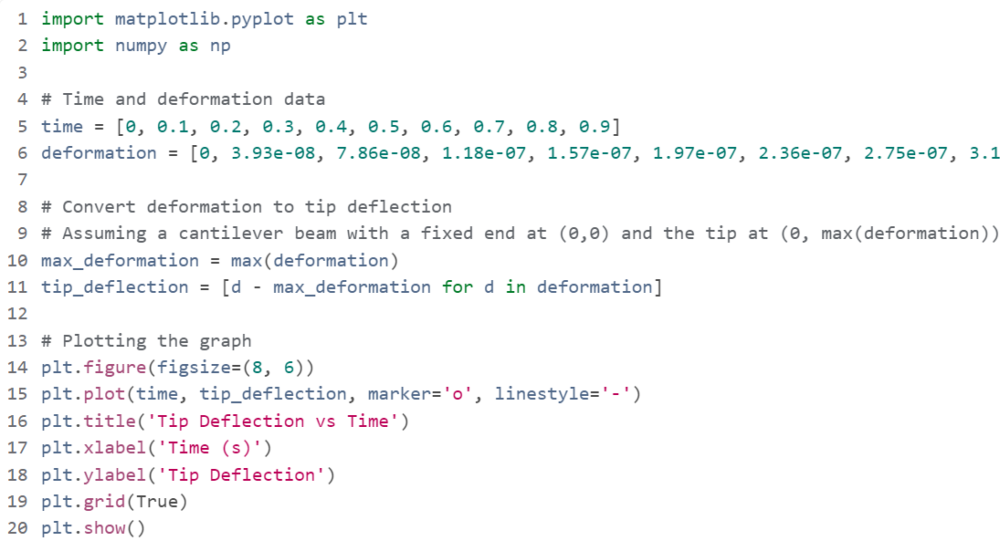 1 import matplotlib.pyplot as plt
2 import numpy as np
3
4 # Time and deformation data
5 time = [0, 0.1, 0.2, 0.3, 0.4, 0.5, 0.6, 0.7, 0.8, 0.9]
6 deformation = [0, 3.93e-08, 7.86e-08, 1.18e-07, 1.57e-07, 1.97e-07, 2.36e-07, 2.75e-07, 3.1
7
8 # Convert deformation to tip deflection
9 # Assuming a cantilever beam with a fixed end at (0,0) and the tip at (0, max(deformation))
10 max_deformation = max(deformation)
11 tip_deflection = [d - max_deformation for d in deformation]
12
13 # Plotting the graph
14 plt.figure(figsize=(8, 6))
15 plt.plot(time, tip_deflection, marker='o', linestyle='-')
16 plt.title('Tip Deflection vs Time')
17 plt.xlabel('Time (s)')
18 plt.ylabel('Tip Deflection')
19 plt.grid(True)
20 plt.show()